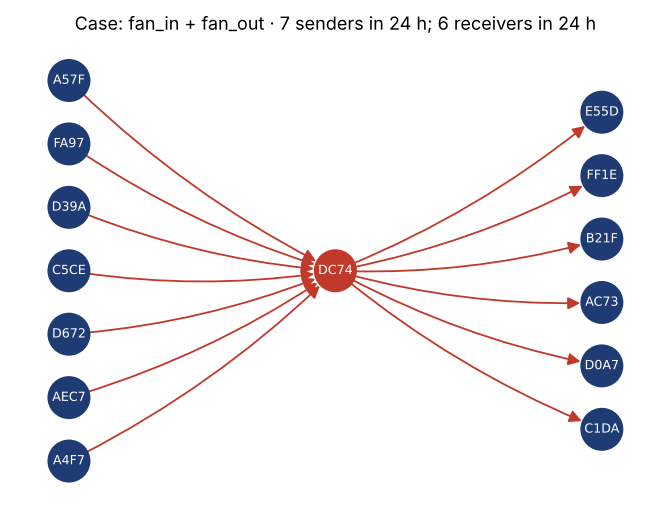 Case: fan_in + fan_out · 7 senders in 24 h; 6 receivers in 24 h
A57F
FA97
D39A
C5CE
D672
AEC7
A4F7
DC74
E55D
FF1E
B21F
AC73
D0A7
C1DA